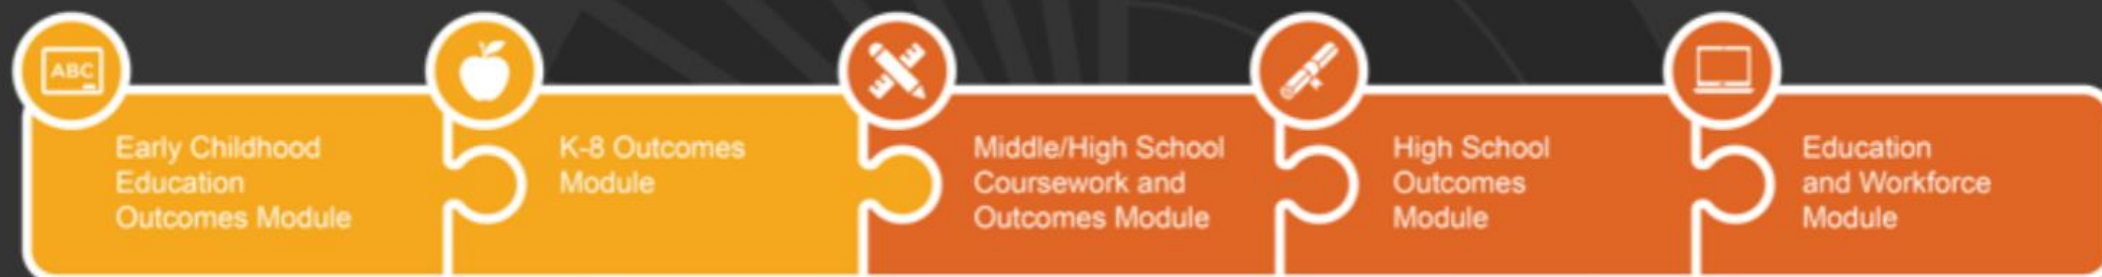 ABC
Early Childhood
Education
Outcomes Module
K-8 Outcomes
Module
Middle/High School
Coursework and
Outcomes Module
High School
Outcomes
Module
Education
and Workforce
Module